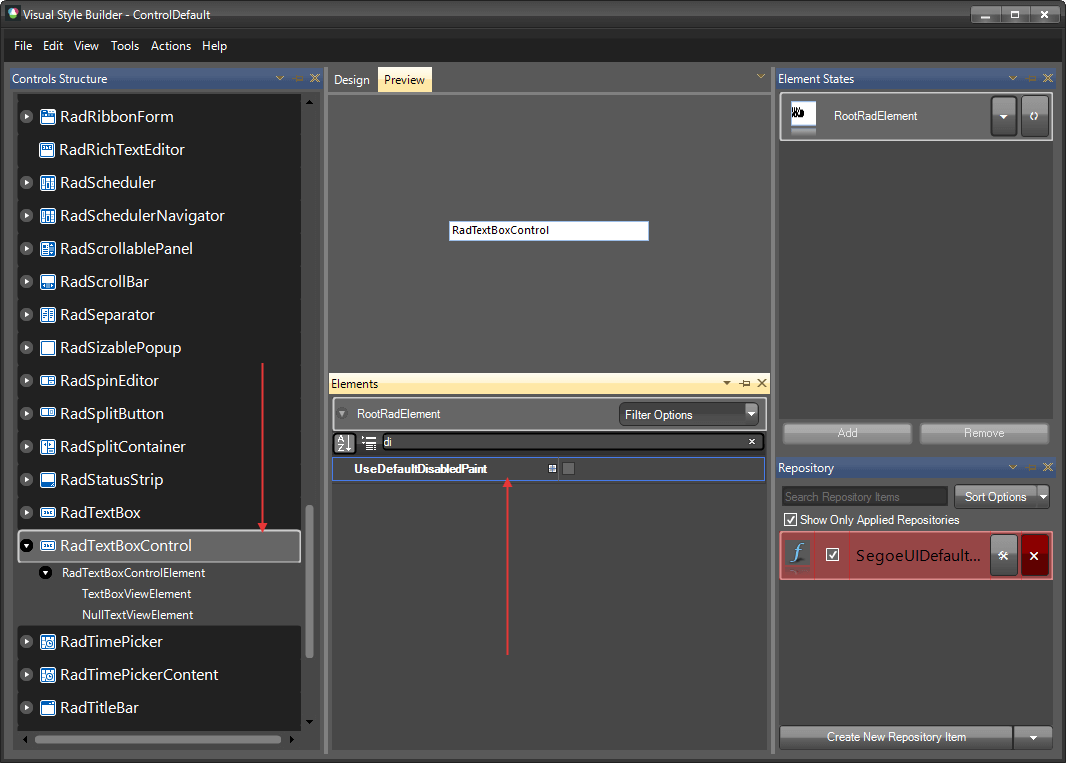 Visual Style Builder - ControlDefault
File Edit View Tools Actions Help
Controls Structure
RadRibbonForm
RadRichTextEditor
RadScheduler
RadSchedulerNavigator
RadScrollablePanel
RadScrollBar
RadSeparator
RadSizablePopup
RadSpinEditor
RadSplitButton
RadSplitContainer
RadStatusStrip
RadTextBox
RadTextBoxControl
RadTextBoxControlElement
TextBoxViewElement
NullTextViewElement
RadTimePicker
RadTimePickerContent
RadTitleBar
Design Preview
RadTextBoxControl
Elements
RootRadElement Filter Options
di
UseDefaultDisabledPaint
Element States
RootRadElement
Add Remove
Repository
Search Repository Items Sort Options
Show Only Applied Repositories
SegoeUIDefault...
Create New Repository Item